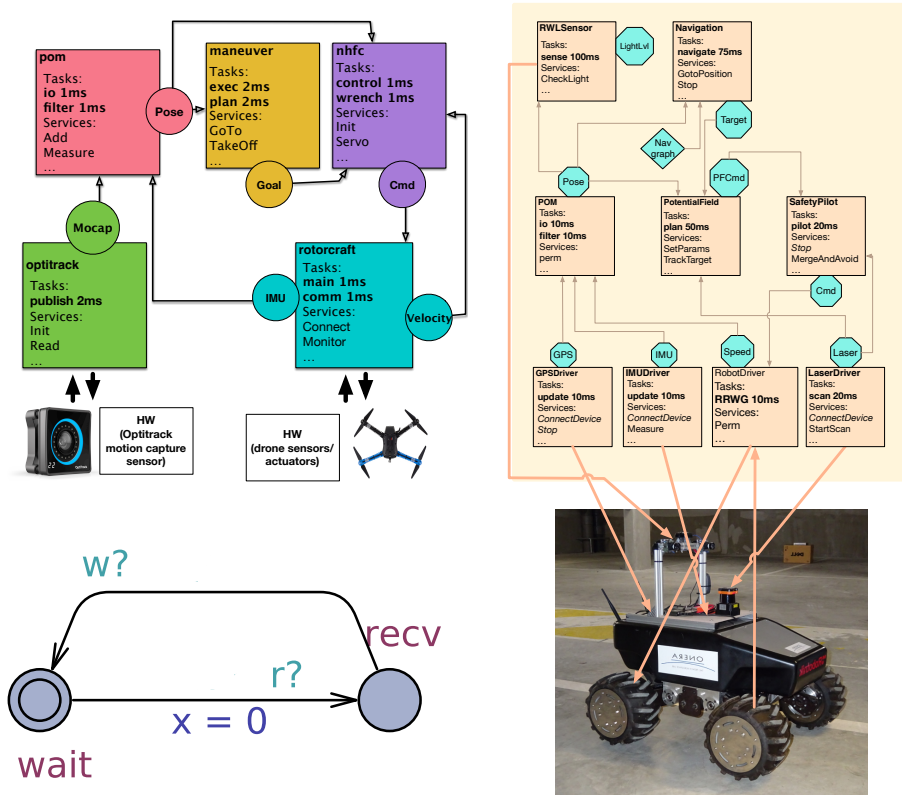 pom
Tasks:
io 1ms
filter 1ms
Services:
Add
Measure
...
Pose
maneuver
Tasks:
exec 2ms
plan 2ms
Services:
GoTo
TakeOff
...
Goal
nhfc
Tasks:
control 1ms
wrench 1ms
Services:
Init
Servo
...
Cmd
Mocap
optitrack
Tasks:
publish 2ms
Services:
Init
Read
...
IMU
rotorcraft
Tasks:
main 1ms
comm 1ms
Services:
Connect
Monitor
...
Velocity
HW
(Optitrack
motion capture
sensor)
HW
(drone sensors/
actuators)
RWLSensor
Tasks:
sense 100ms
Services:
CheckLight
...
LightLvl
Navigation
Tasks:
navigate 75ms
Services:
GotoPosition
Stop
...
Target
Nav
graph
Pose
PFCmd
POM
Tasks:
io 10ms
filter 10ms
Services:
perm
...
PotentialField
Tasks:
plan 50ms
Services:
SetParams
TrackTarget
...
SafetyPilot
Tasks:
pilot 20ms
Services:
Stop
MergeAndAvoid
...
Cmd
GPS
IMU
Speed
Laser
GPSDriver
Tasks:
update 10ms
Services:
ConnectDevice
Stop
...
IMUDriver
Tasks:
update 10ms
Services:
ConnectDevice
Measure
...
RobotDriver
Tasks:
RRWG 10ms
Services:
Perm
...
LaserDriver
Tasks:
scan 20ms
Services:
ConnectDevice
StartScan
...
w?
recv
r?
x = 0
wait
ONERA